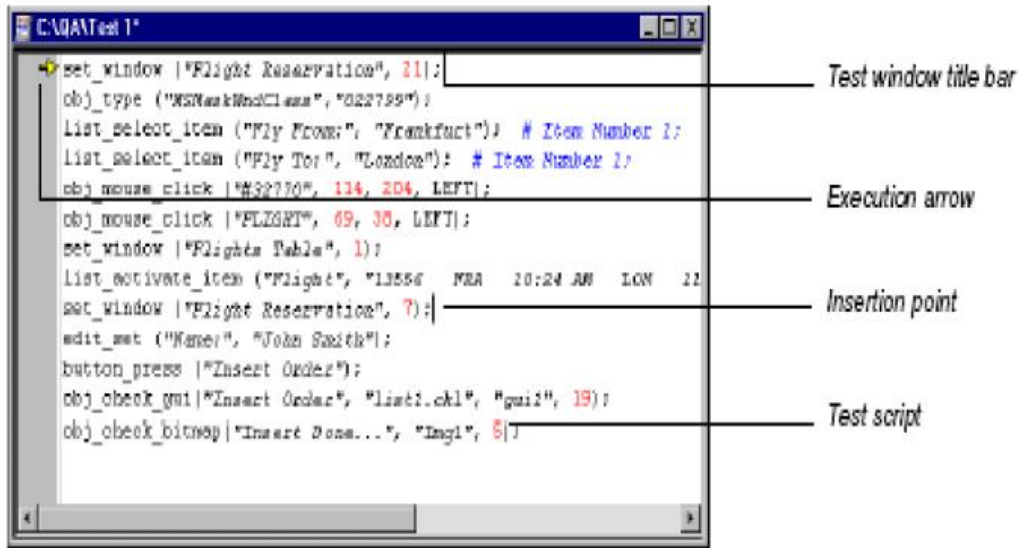 C:\QA\Test 1*
set_window ("Flight Reservation", 21);
obj_type ("MSMaskWndClass","022799");
list_select_item ("Fly From:", "Frankfurt"); # Item Number 1;
list_select_item ("Fly To:", "London"); # Item Number 1;
obj_mouse_click ("#32770", 114, 204, LEFT);
obj_mouse_click ("FLIGHT", 69, 38, LEFT);
set_window ("Flights Table", 1);
list_activate_item ("Flight", "13556 FRA 10:24 AM LON 11
set_window ("Flight Reservation", 7);
edit_set ("Name:", "John Smith");
button_press ("Insert Order");
obj_check_gui("Insert Order", "list1.ckl", "gui1", 19);
obj_check_bitmap("Insert Done...", "Img1", 5);
Test window title bar
Execution arrow
Insertion point
Test script